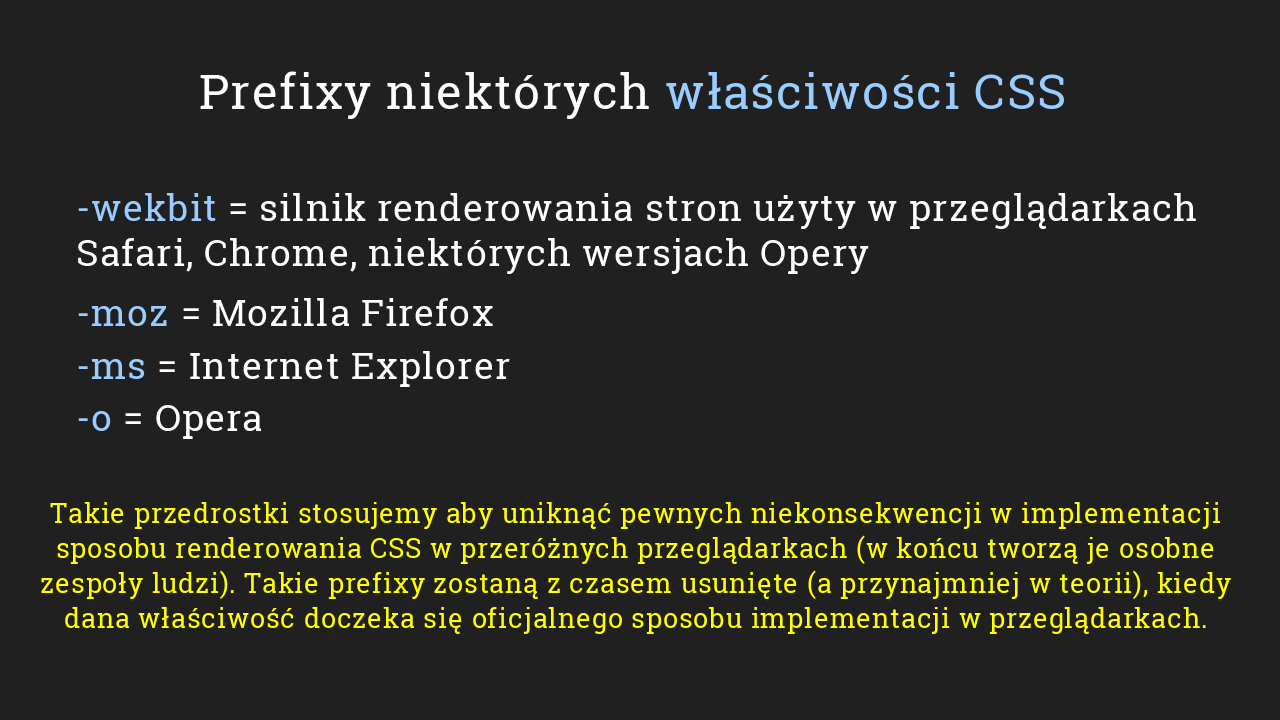 Prefixy niektórych właściwości CSS
-wekbit = silnik renderowania stron użyty w przeglądarkach
Safari, Chrome, niektórych wersjach Opery
-moz = Mozilla Firefox
-ms = Internet Explorer
-o = Opera
Takie przedrostki stosujemy aby uniknąć pewnych niekonsekwencji w implementacji
sposobu renderowania CSS w przeróżnych przeglądarkach (w końcu tworzą je osobne
zespoły ludzi). Takie prefixy zostaną z czasem usunięte (a przynajmniej w teorii), kiedy
dana właściwość doczeka się oficjalnego sposobu implementacji w przeglądarkach.